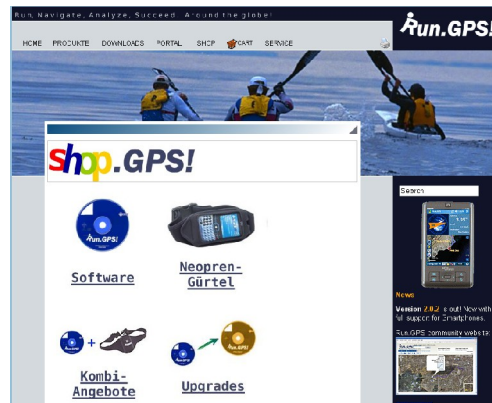 Run, Navigate, Analyze, Succeed. Around the globe!
Run.GPS!
HOME PRODUKTE DOWNLOADS PORTAL SHOP CART SERVICE
shop.GPS!
Search
Run.GPS!
Software
Neopren-
Gürtel
News
Version 2.0.2 is out! Now with
full support for Smartphones.
Run.GPS community website:
Kombi-
Angebote
Upgrades